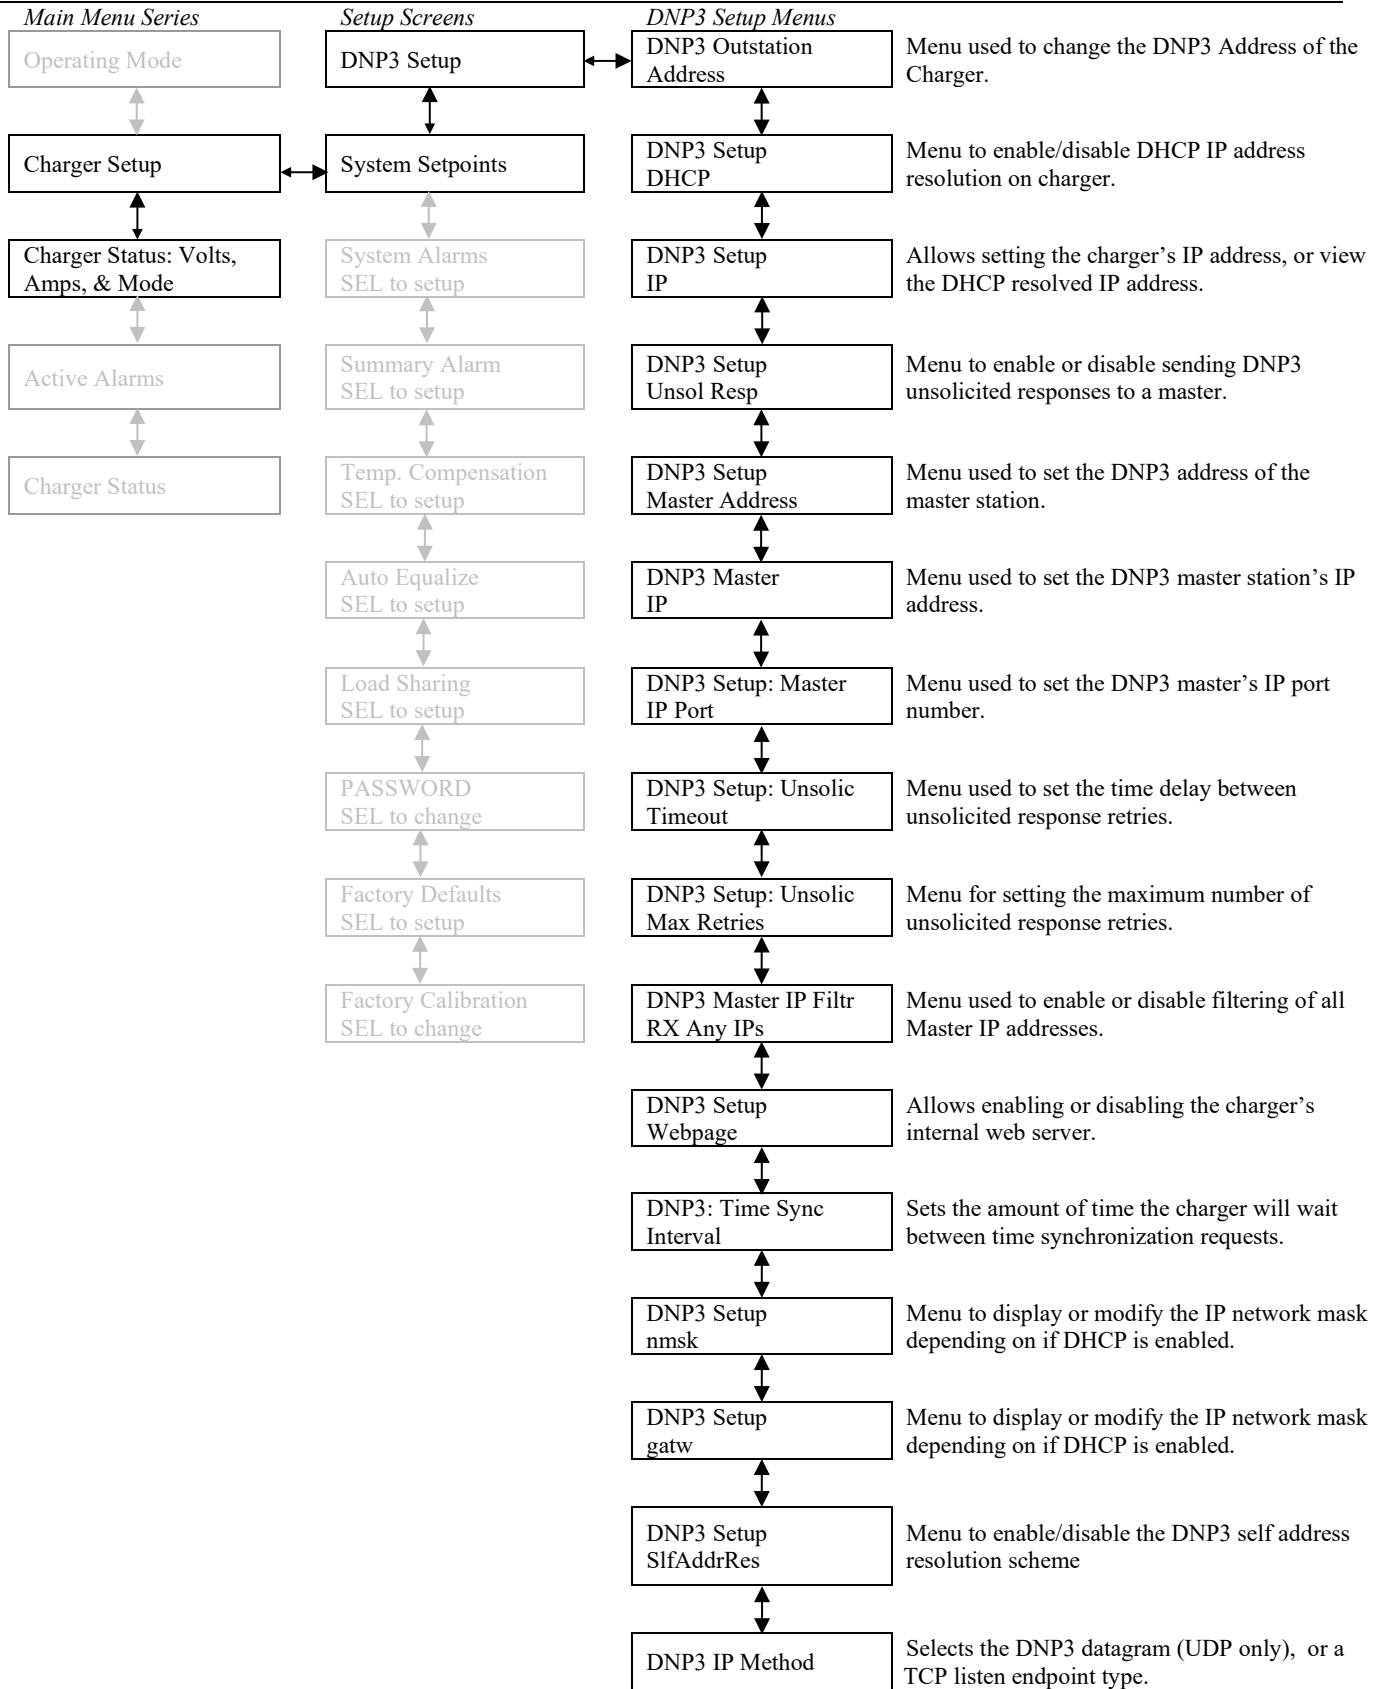 Main Menu Series
Operating Mode
Charger Setup
Charger Status: Volts,
Amps, & Mode
Active Alarms
Charger Status
Setup Screens
DNP3 Setup
System Setpoints
System Alarms
SEL to setup
Summary Alarm
SEL to setup
Temp. Compensation
SEL to setup
Auto Equalize
SEL to setup
Load Sharing
SEL to setup
PASSWORD
SEL to change
Factory Defaults
SEL to setup
Factory Calibration
SEL to change
DNP3 Setup Menus
DNP3 Outstation
Address
Menu used to change the DNP3 Address of the
Charger.
DNP3 Setup
DHCP
Menu to enable/disable DHCP IP address
resolution on charger.
DNP3 Setup
IP
Allows setting the charger’s IP address, or view
the DHCP resolved IP address.
DNP3 Setup
Unsol Resp
Menu to enable or disable sending DNP3
unsolicited responses to a master.
DNP3 Setup
Master Address
Menu used to set the DNP3 address of the
master station.
DNP3 Master
IP
Menu used to set the DNP3 master station’s IP
address.
DNP3 Setup: Master
IP Port
Menu used to set the DNP3 master’s IP port
number.
DNP3 Setup: Unsolic
Timeout
Menu used to set the time delay between
unsolicited response retries.
DNP3 Setup: Unsolic
Max Retries
Menu for setting the maximum number of
unsolicited response retries.
DNP3 Master IP Filtr
RX Any IPs
Menu used to enable or disable filtering of all
Master IP addresses.
DNP3 Setup
Webpage
Allows enabling or disabling the charger’s
internal web server.
DNP3: Time Sync
Interval
Sets the amount of time the charger will wait
between time synchronization requests.
DNP3 Setup
nmsk
Menu to display or modify the IP network mask
depending on if DHCP is enabled.
DNP3 Setup
gatw
Menu to display or modify the IP network mask
depending on if DHCP is enabled.
DNP3 Setup
SlfAddrRes
Menu to enable/disable the DNP3 self address
resolution scheme
DNP3 IP Method
Selects the DNP3 datagram (UDP only),  or a
TCP listen endpoint type.